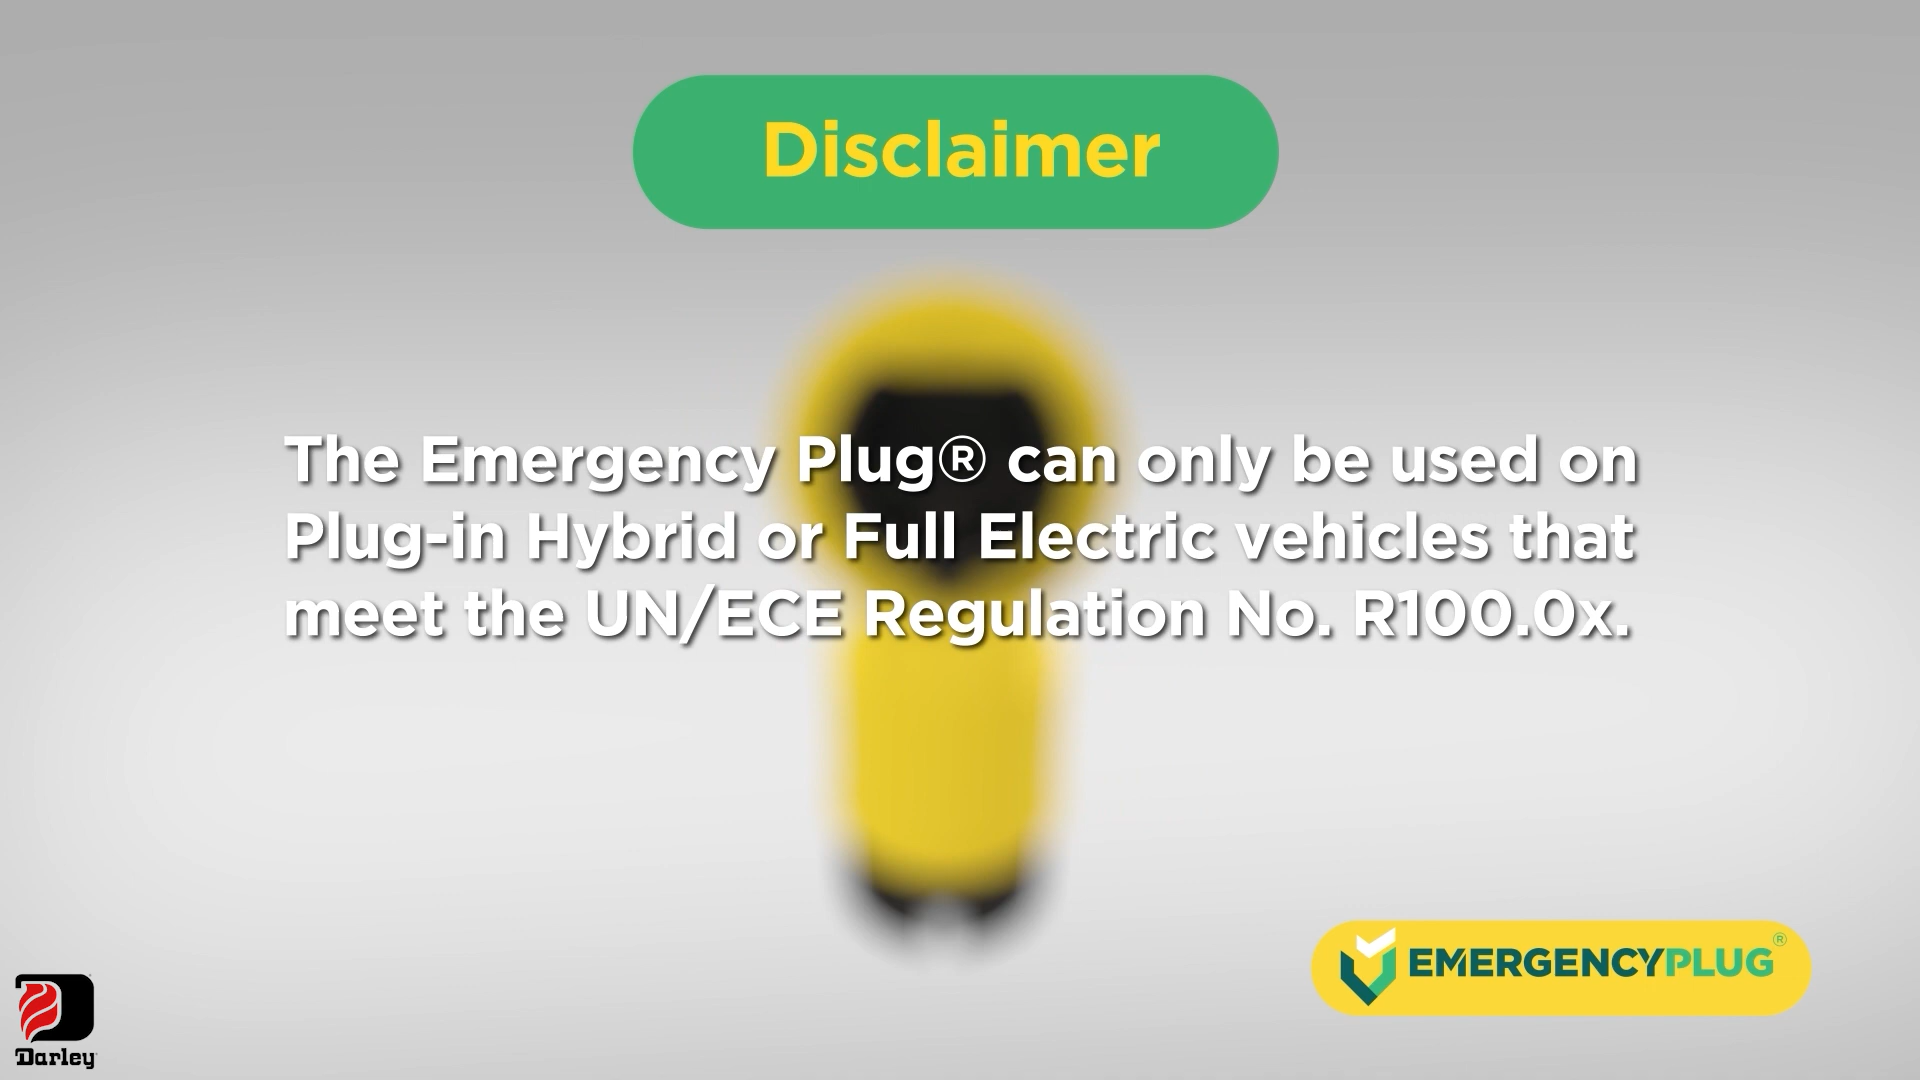 Disclaimer
The Emergency Plug® can only be used on
Plug-in Hybrid or Full Electric vehicles that
meet the UN/ECE Regulation No. R100.0x.
EMERGENCYPLUG®
Darley